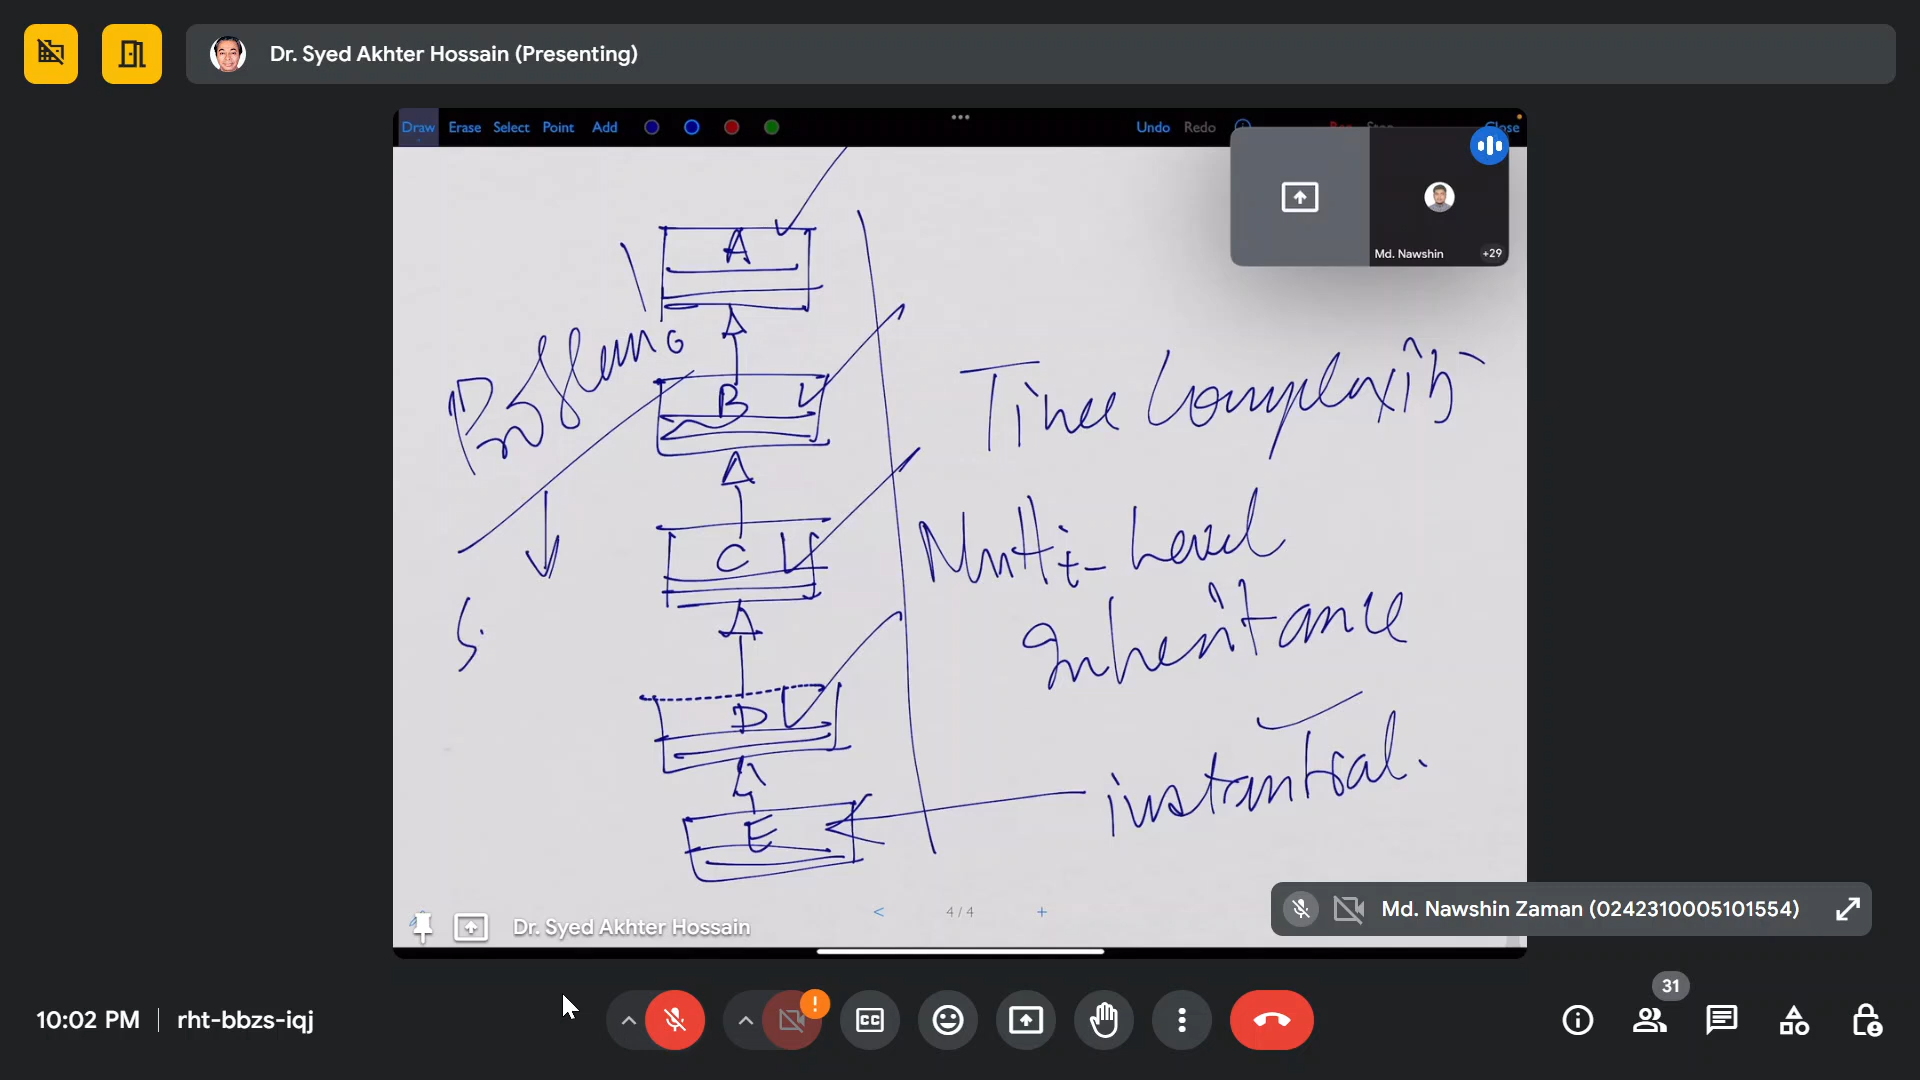 Dr. Syed Akhter Hossain (Presenting)
Draw Erase Select Point Add Undo Redo Close
Md. Nawshin +29
A
Problems
B
Time Complexity
C
Multi-Level
Inheritance
S
D
instantial.
E
4 / 4
Dr. Syed Akhter Hossain
Md. Nawshin Zaman (0242310005101554)
31
10:02 PM rht-bbzs-iqj
CC